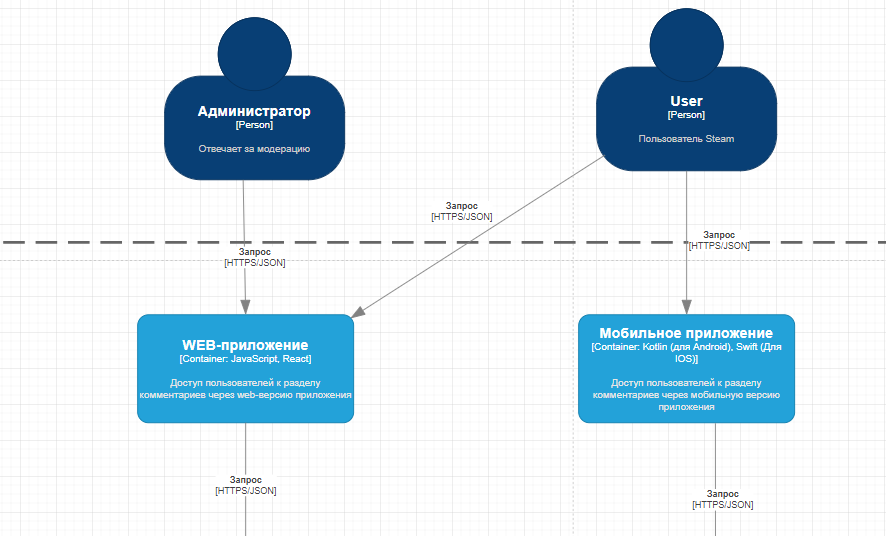 Администратор
[Person]
Отвечает за модерацию
User
[Person]
Пользователь Steam
Запрос
[HTTPS/JSON]
Запрос
[HTTPS/JSON]
Запрос
[HTTPS/JSON]
WEB-приложение
[Container: JavaScript, React]
Доступ пользователей к разделу
комментариев через web-версию приложения
Мобильное приложение
[Container: Kotlin (для Android), Swift (Для
IOS)]
Доступ пользователей к разделу
комментариев через мобильную версию
приложения
Запрос
[HTTPS/JSON]
Запрос
[HTTPS/JSON]